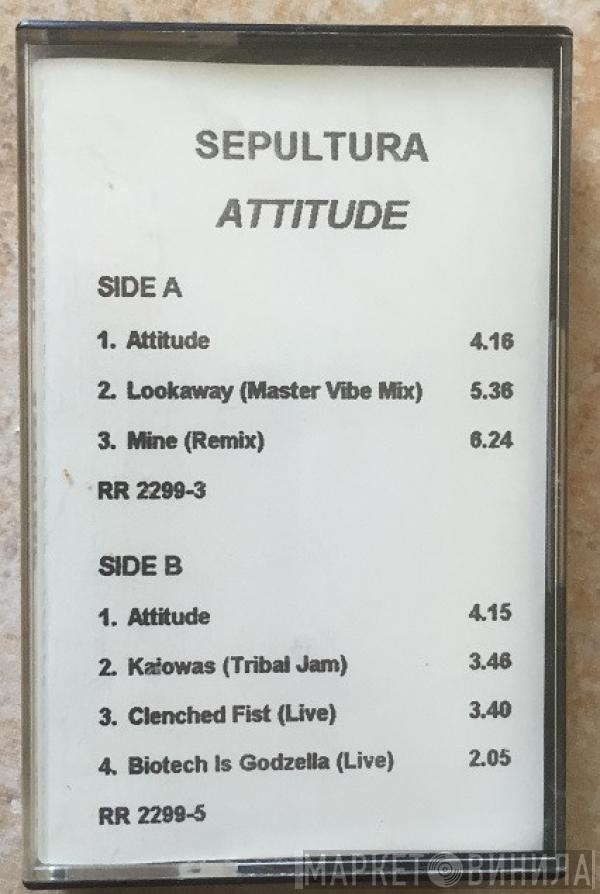 SEPULTURA
ATTITUDE
SIDE A
1. Attitude 4.16
2. Lookaway (Master Vibe Mix) 5.36
3. Mine (Remix) 6.24
RR 2299-3
SIDE B
1. Attitude 4.15
2. Kaiowas (Tribal Jam) 3.46
3. Clenched Fist (Live) 3.40
4. Biotech Is Godzella (Live) 2.05
RR 2299-5
МАРКЕТ ВИНИЛА